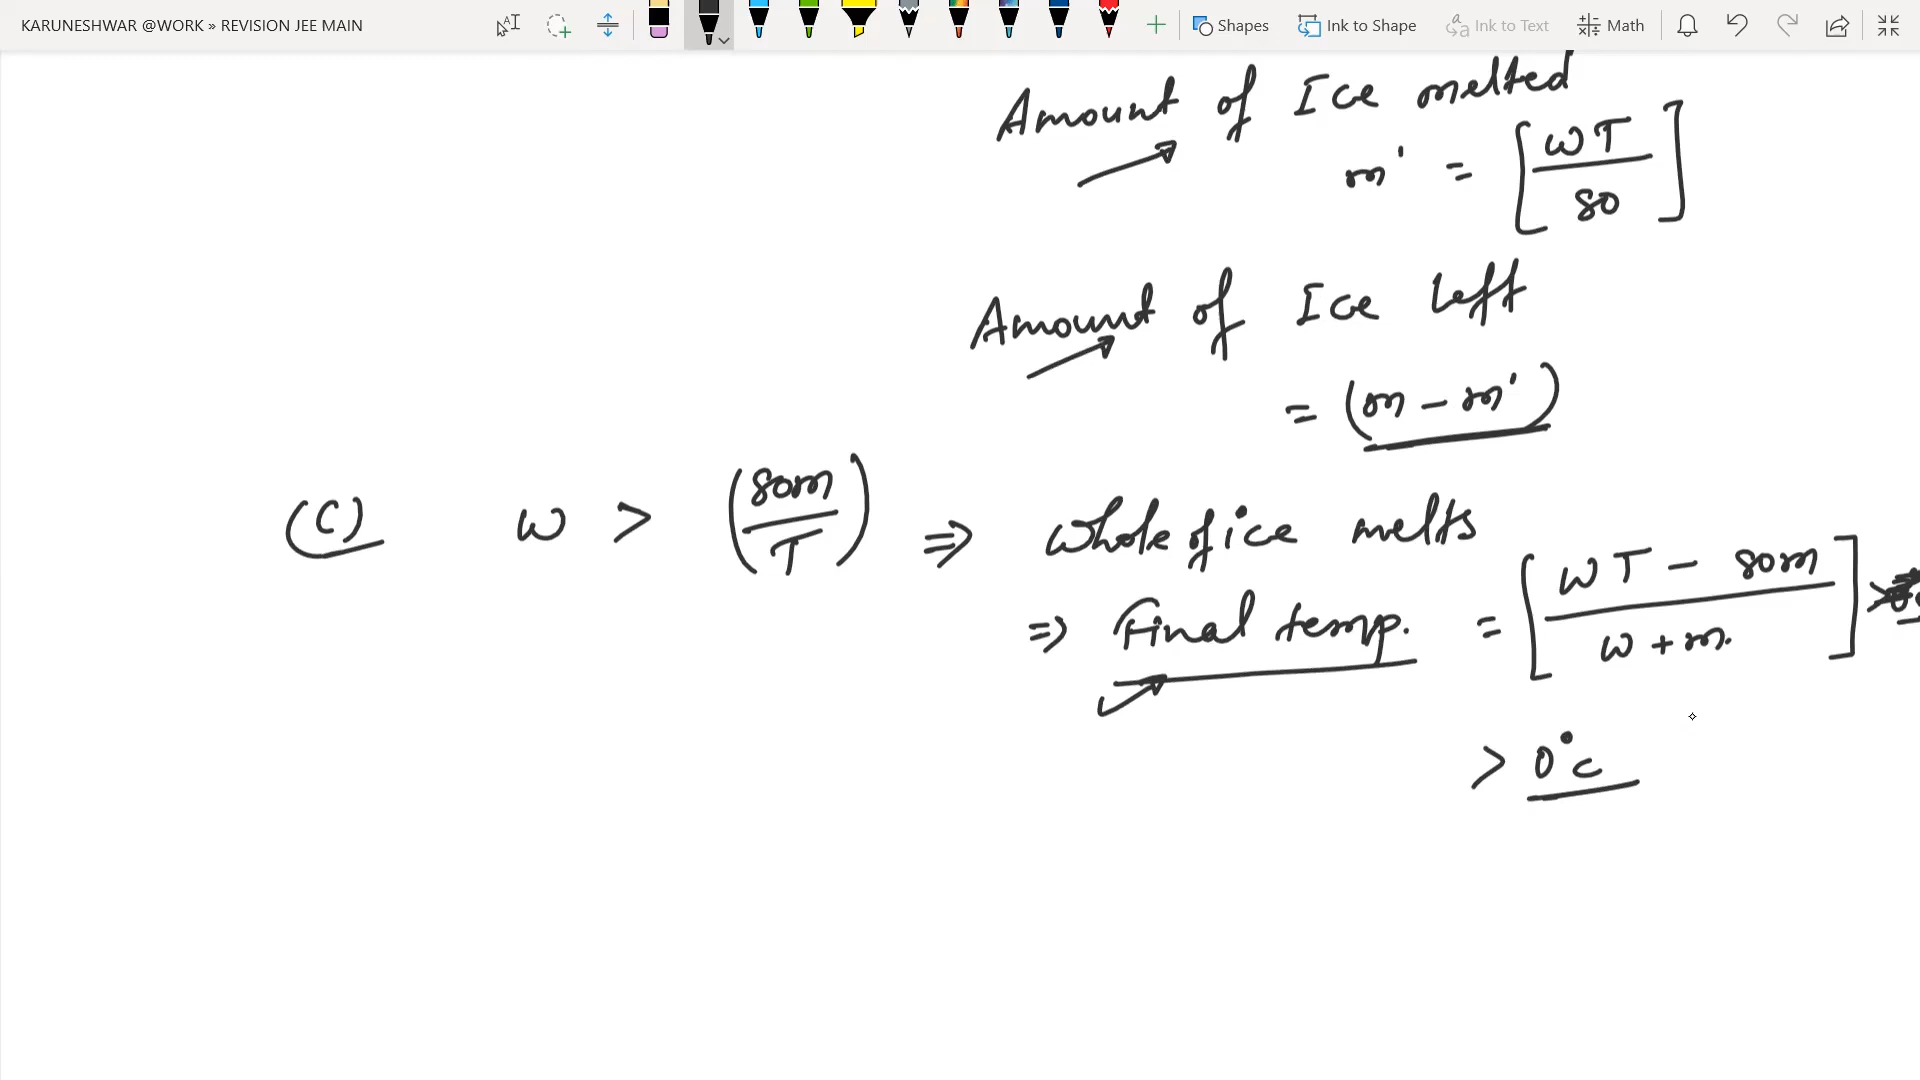 KARUNESHWAR @WORK » REVISION JEE MAIN
Shapes Ink to Shape Ink to Text Math
Amount of Ice melted
m' = [wT / 80]
Amount of Ice left
= (m - m')
(C) w > (80m / T) ⇒ Whole of ice melts
⇒ Final temp. = [wT - 80m / w + m.] >
> 0°c